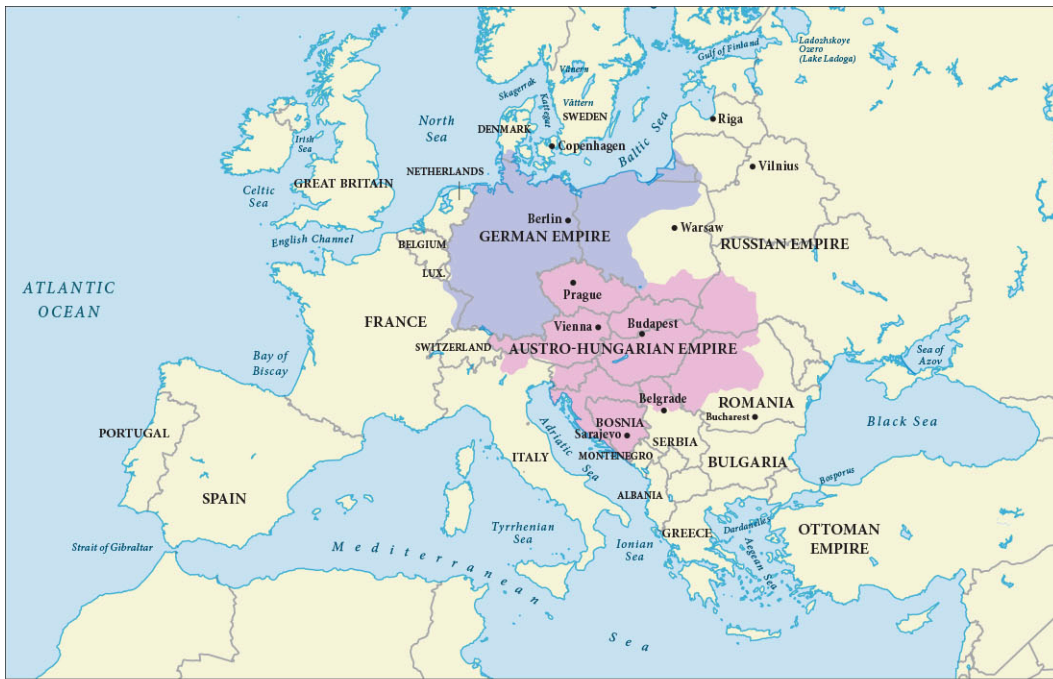 Ladozhskoye
Ozero
(Lake Ladoga)
Gulf of Finland
Vänern
Skagerrak
Kattegat
Vättern
SWEDEN
North
Sea
DENMARK
Copenhagen
Baltic Sea
Riga
Irish
Sea
Vilnius
NETHERLANDS
GREAT BRITAIN
Celtic
Sea
Berlin
GERMAN EMPIRE
Warsaw
RUSSIAN EMPIRE
English Channel
BELGIUM
LUX.
ATLANTIC
OCEAN
Prague
FRANCE
Vienna
Budapest
SWITZERLAND
AUSTRO-HUNGARIAN EMPIRE
Sea of
Azov
Bay of
Biscay
Belgrade
ROMANIA
Bucharest
Black Sea
BOSNIA
Sarajevo
PORTUGAL
Adriatic Sea
SERBIA
MONTENEGRO
ITALY
BULGARIA
Bosporus
SPAIN
ALBANIA
Tyrrhenian
Sea
Dardanelles
OTTOMAN
EMPIRE
GREECE
Ionian
Sea
Aegean Sea
Strait of Gibraltar
Mediterranean
Sea